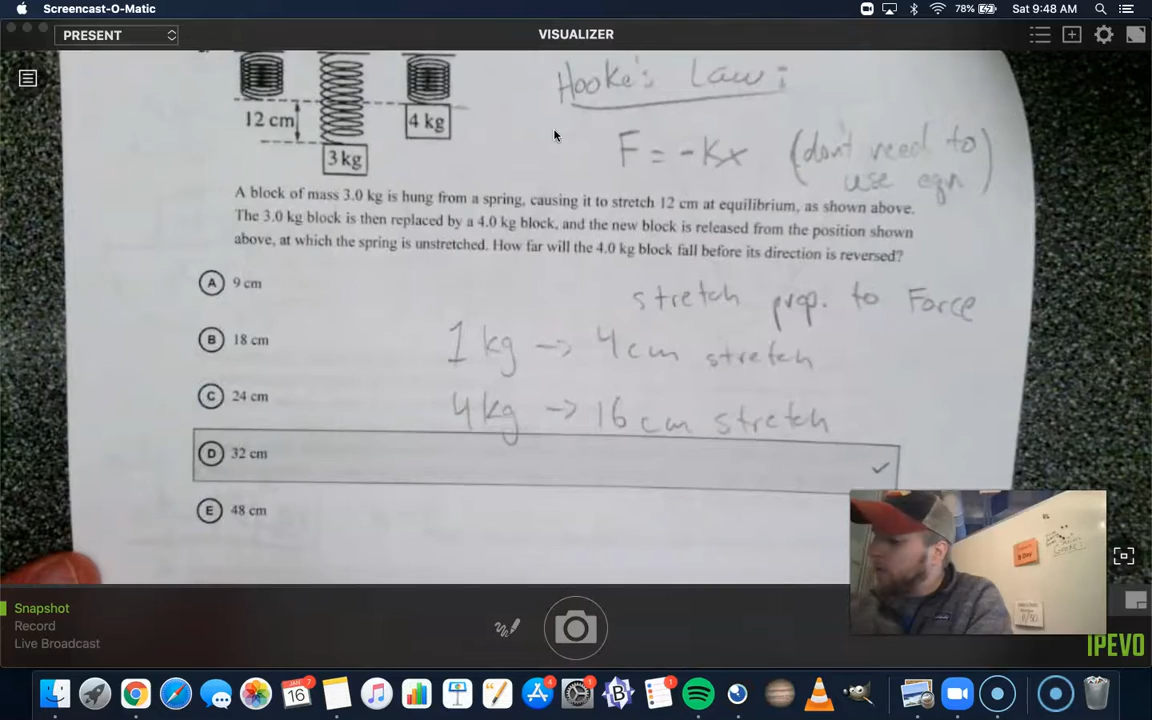 Screencast-O-Matic
78%
Sat 9:48 AM
PRESENT
VISUALIZER
12 cm
3 kg
4 kg
Hooke's Law:
F = -Kx (don't need to
use eqn)
A block of mass 3.0 kg is hung from a spring, causing it to stretch 12 cm at equilibrium, as shown above.
The 3.0 kg block is then replaced by a 4.0 kg block, and the new block is released from the position shown
above, at which the spring is unstretched. How far will the 4.0 kg block fall before its direction is reversed?
A 9 cm
stretch prop. to Force
B 18 cm
1 kg -> 4 cm stretch
C 24 cm
4 kg -> 16 cm stretch
D 32 cm
E 48 cm
Snapshot
Record
Live Broadcast
IPEVO
16